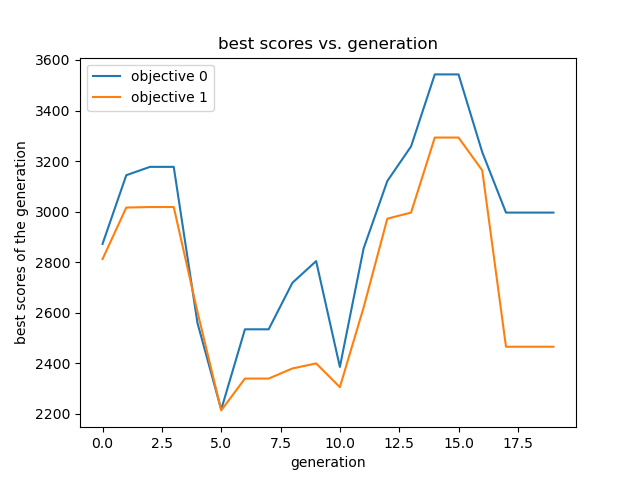 best scores vs. generation
objective 0
objective 1
best scores of the generation
3600
3400
3200
3000
2800
2600
2400
2200
0.0 2.5 5.0 7.5 10.0 12.5 15.0 17.5
generation